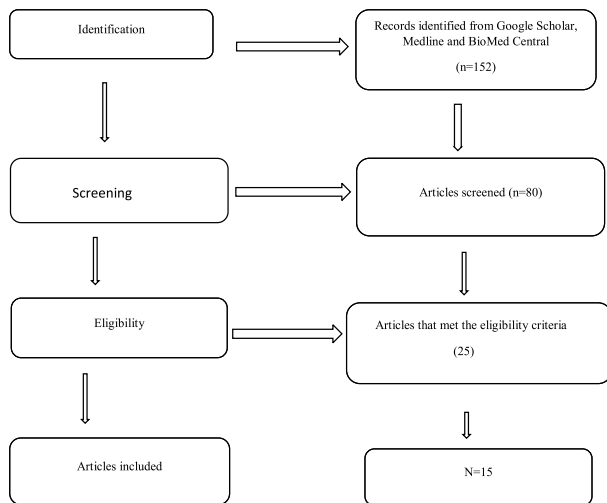 Identification
Records identified from Google Scholar,
Medline and BioMed Central
(n=152)
Screening
Articles screened (n=80)
Eligibility
Articles that met the eligibility criteria
(25)
Articles included
N=15